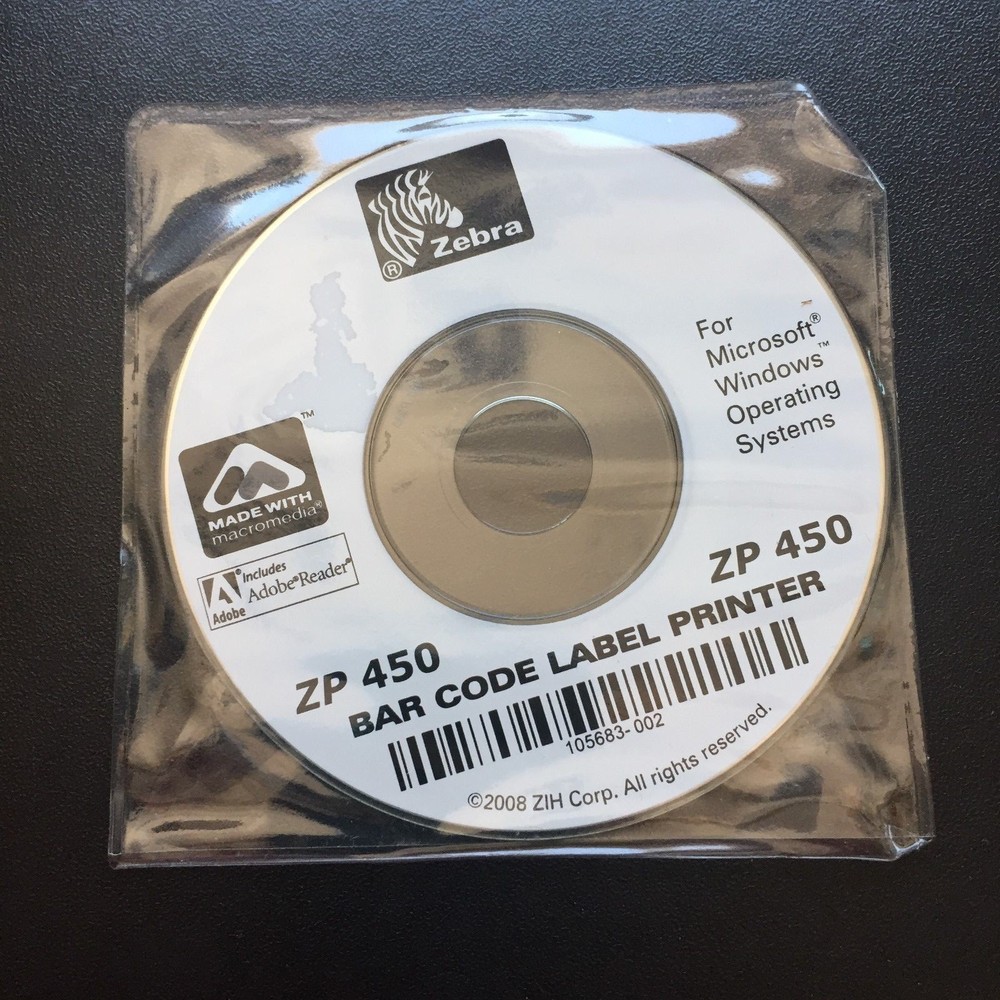 Zebra
®
For
Microsoft®
Windows™
Operating
Systems
™
MADE WITH
macromedia®
Adobe
Includes
Adobe®Reader®
ZP 450
ZP 450
BAR CODE LABEL PRINTER
105683-002
©2008 ZIH Corp. All rights reserved.